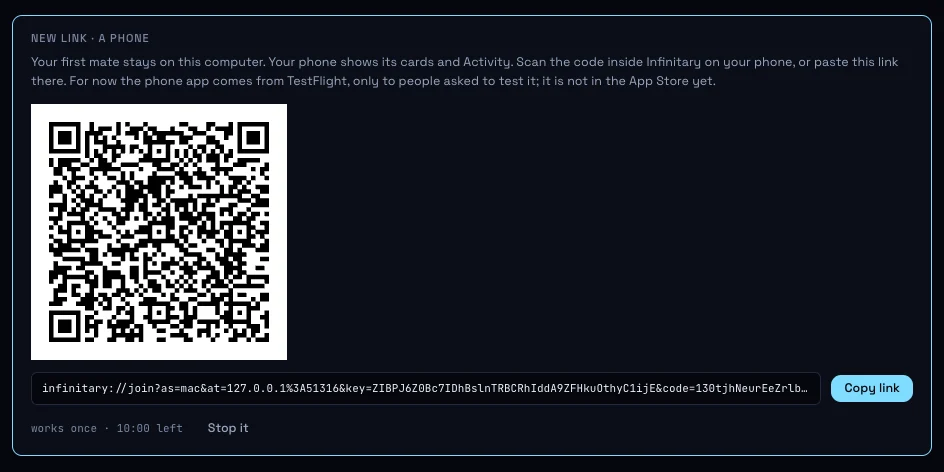 NEW LINK · A PHONE
Your first mate stays on this computer. Your phone shows its cards and Activity. Scan the code inside Infinitary on your phone, or paste this link
there. For now the phone app comes from TestFlight, only to people asked to test it; it is not in the App Store yet.
infinitary://join?as=mac&at=127.0.0.1%3A51316&key=ZIBPJ6Z0Bc7IDhBslnTRBCRhIddA9ZFHkuOthyC1ijE&code=130tjhNeurEeZrlb…
Copy link
works once · 10:00 left
Stop it